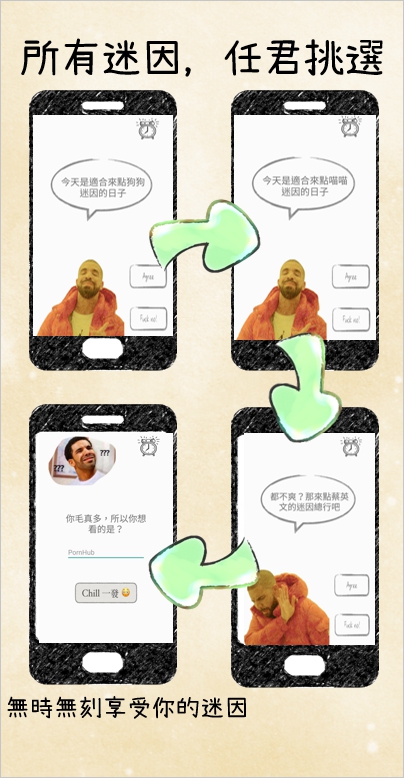 所有迷因，任君挑選
今天是適合來點狗狗
迷因的日子
Agree
Fuck no!
今天是適合來點喵喵
迷因的日子
Agree
Fuck no!
???
???
你毛真多，所以你想
看的是？
PornHub
Chill 一發
都不爽？那來點蔡英
文的迷因總行吧
Agree
Fuck no!
無時無刻享受你的迷因